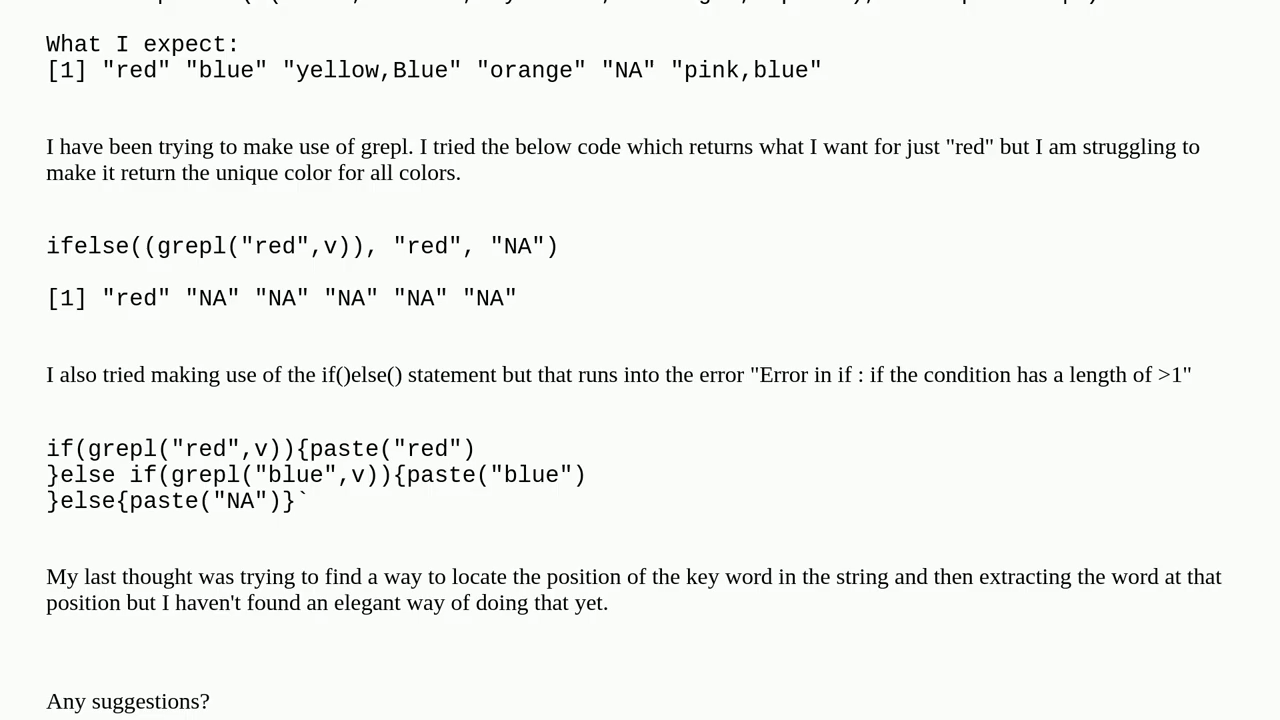 What I expect:
[1] "red" "blue" "yellow,Blue" "orange" "NA" "pink,blue"
I have been trying to make use of grepl. I tried the below code which returns what I want for just "red" but I am struggling to
make it return the unique color for all colors.
ifelse((grepl("red",v)), "red", "NA")
[1] "red" "NA" "NA" "NA" "NA" "NA"
I also tried making use of the if()else() statement but that runs into the error "Error in if : if the condition has a length of >1"
if(grepl("red",v)){paste("red")
}else if(grepl("blue",v)){paste("blue")
}else{paste("NA")}`
My last thought was trying to find a way to locate the position of the key word in the string and then extracting the word at that
position but I haven't found an elegant way of doing that yet.
Any suggestions?